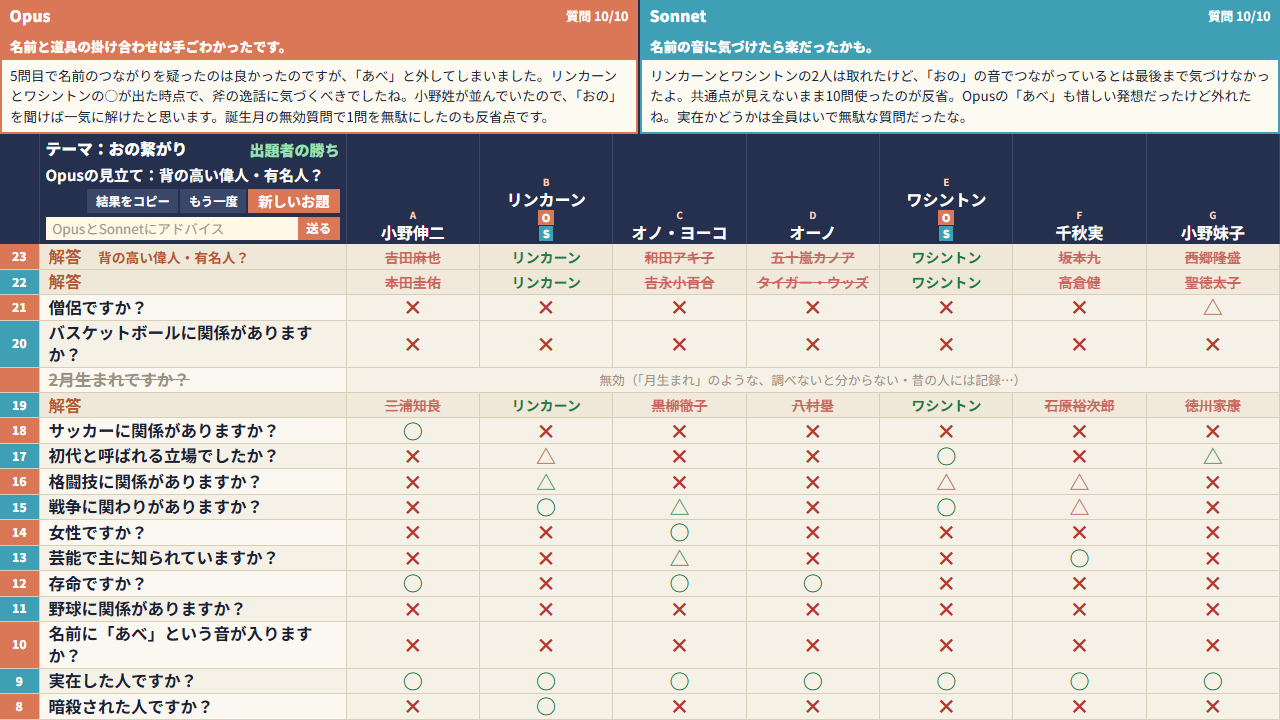 Opus 質問 10/10
名前と道具の掛け合わせは手ごわかったです。
5問目で名前のつながりを疑ったのは良かったのですが、「あべ」と外してしまいました。リンカーン
とワシントンの〇が出た時点で、斧の逸話に気づくべきでしたね。小野姓が並んでいたので、「おの」
を聞けば一気に解けたと思います。誕生月の無効質問で1問を無駄にしたのも反省点です。
Sonnet 質問 10/10
名前の音に気づけたら楽だったかも。
リンカーンとワシントンの2人は取れたけど、「おの」の音でつながっているとは最後まで気づけなかっ
たよ。共通点が見えないまま10問使ったのが反省。Opusの「あべ」も惜しい発想だったけど外れた
ね。実在かどうかは全員はいで無駄な質問だったな。
テーマ：おの繋がり 出題者の勝ち
Opusの見立て：背の高い偉人・有名人？
結果をコピー もう一度 新しいお題
OpusとSonnetにアドバイス 送る
A 小野伸二
B リンカーン O S
C オノ・ヨーコ
D オーノ
E ワシントン O S
F 千秋実
G 小野妹子
23 解答 背の高い偉人・有名人？ 吉田麻也 リンカーン 和田アキ子 五十嵐カノア ワシントン 坂本九 西郷隆盛
22 解答 本田圭佑 リンカーン 吉永小百合 タイガー・ウッズ ワシントン 高倉健 聖徳太子
21 僧侶ですか？ ✕ ✕ ✕ ✕ ✕ ✕ △
20 バスケットボールに関係があります
か？ ✕ ✕ ✕ ✕ ✕ ✕ ✕
2月生まれですか？ 無効（「月生まれ」のような、調べないと分からない・昔の人には記録…）
19 解答 三浦知良 リンカーン 黒柳徹子 八村塁 ワシントン 石原裕次郎 徳川家康
18 サッカーに関係がありますか？ 〇 ✕ ✕ ✕ ✕ ✕ ✕
17 初代と呼ばれる立場でしたか？ ✕ △ ✕ ✕ 〇 ✕ △
16 格闘技に関係がありますか？ ✕ △ ✕ ✕ △ △ ✕
15 戦争に関わりがありますか？ ✕ 〇 △ ✕ 〇 △ ✕
14 女性ですか？ ✕ ✕ 〇 ✕ ✕ ✕ ✕
13 芸能で主に知られていますか？ ✕ ✕ △ ✕ ✕ 〇 ✕
12 存命ですか？ 〇 ✕ 〇 〇 ✕ ✕ ✕
11 野球に関係がありますか？ ✕ ✕ ✕ ✕ ✕ ✕ ✕
10 名前に「あべ」という音が入ります
か？ ✕ ✕ ✕ ✕ ✕ ✕ ✕
9 実在した人ですか？ 〇 〇 〇 〇 〇 〇 〇
8 暗殺された人ですか？ ✕ 〇 ✕ ✕ ✕ ✕ ✕